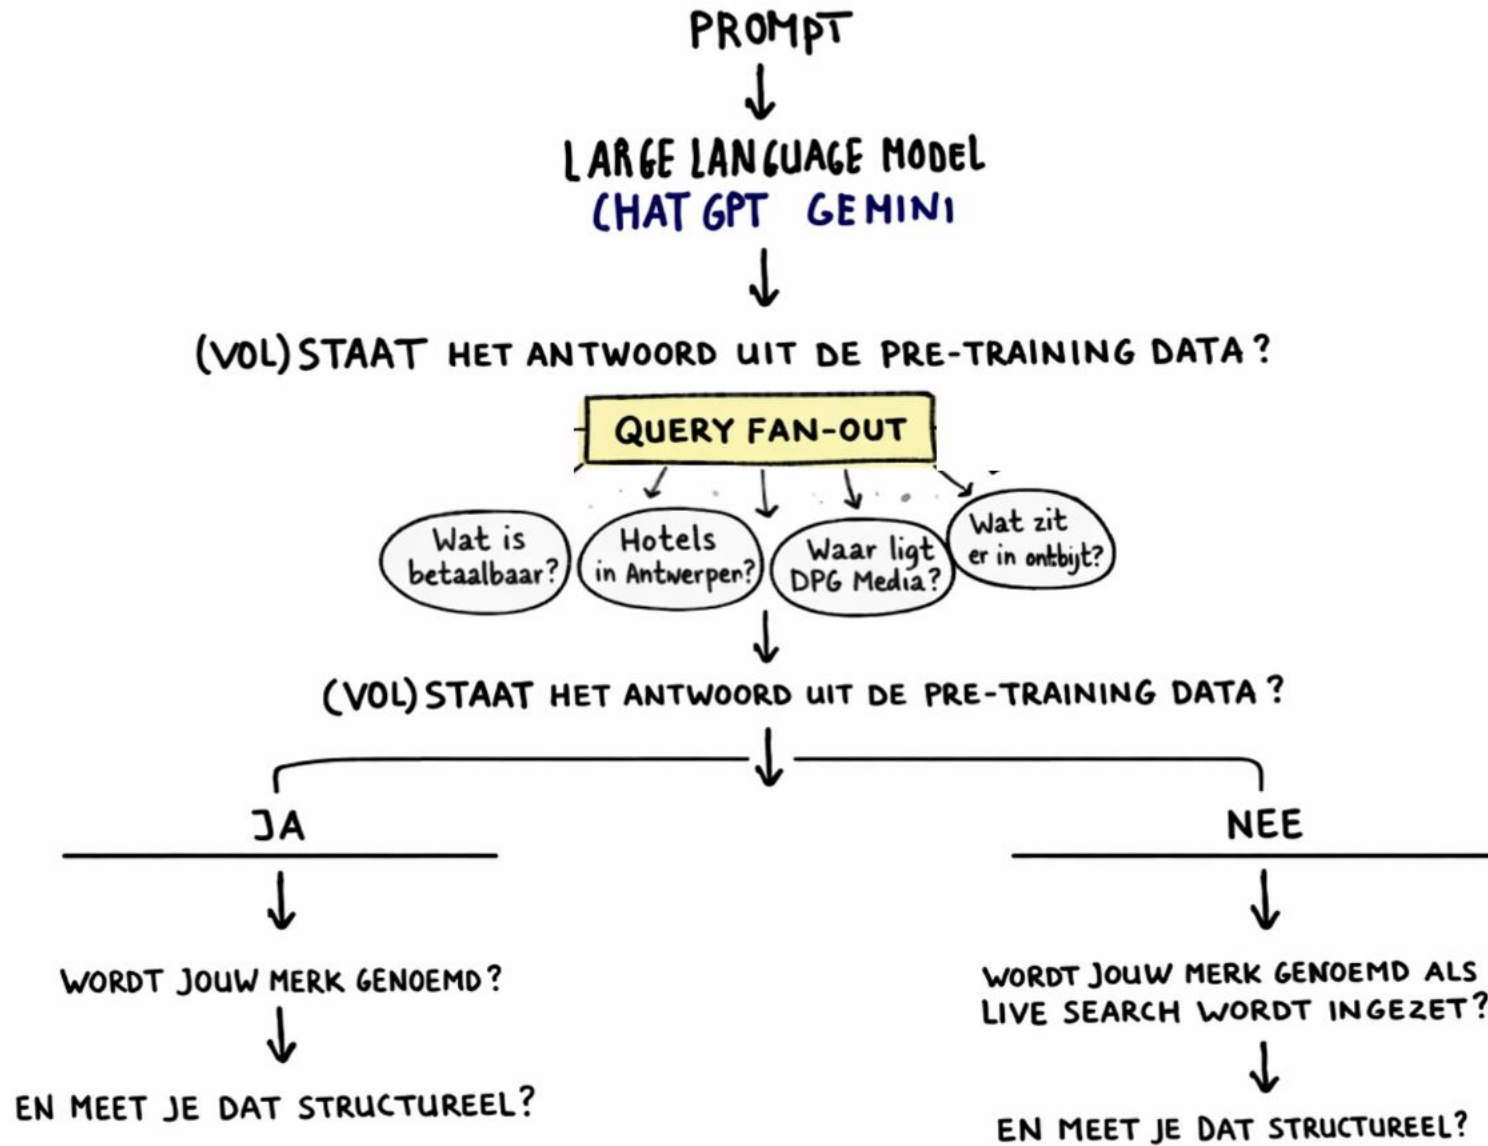 PROMPT
LARGE LANGUAGE MODEL
CHAT GPT GEMINI
(VOL)STAAT HET ANTWOORD UIT DE PRE-TRAINING DATA?
QUERY FAN-OUT
Wat is
betaalbaar?
Hotels
in Antwerpen?
Waar ligt
DPG Media?
Wat zit
er in ontbijt?
(VOL)STAAT HET ANTWOORD UIT DE PRE-TRAINING DATA?
JA
NEE
WORDT JOUW MERK GENOEMD?
EN MEET JE DAT STRUCTUREEL?
WORDT JOUW MERK GENOEMD ALS
LIVE SEARCH WORDT INGEZET?
EN MEET JE DAT STRUCTUREEL?